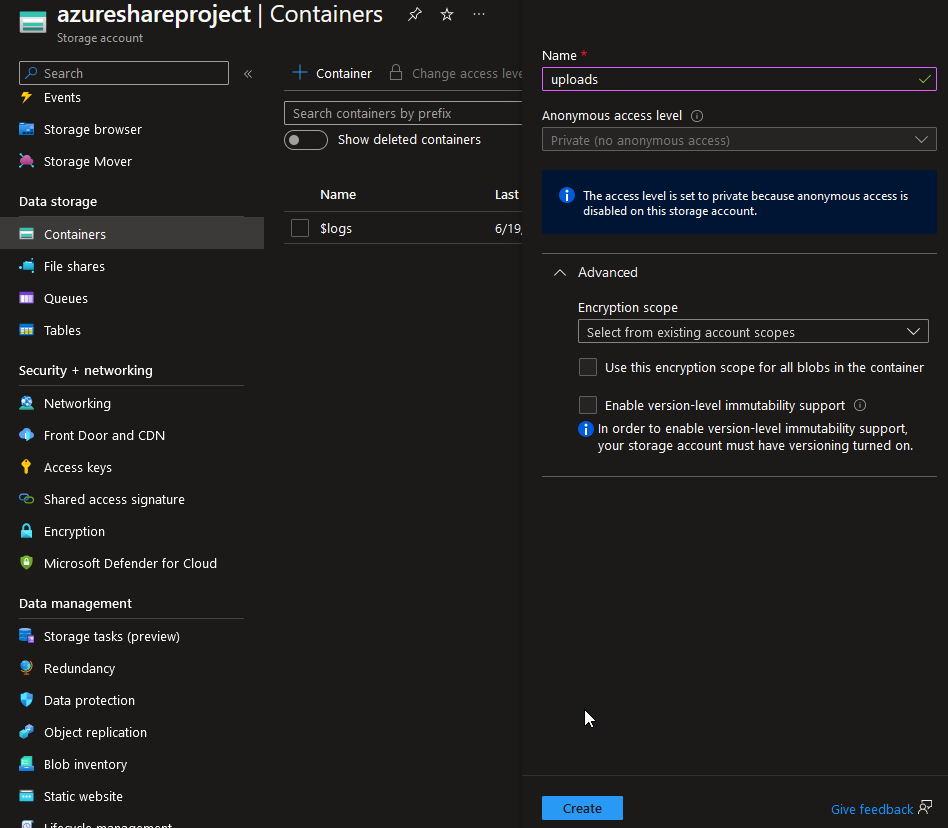 azureshareproject | Containers
Storage account
Search
Events
Storage browser
Storage Mover
Data storage
Containers
File shares
Queues
Tables
Security + networking
Networking
Front Door and CDN
Access keys
Shared access signature
Encryption
Microsoft Defender for Cloud
Data management
Storage tasks (preview)
Redundancy
Data protection
Object replication
Blob inventory
Static website
Lifecycle management
Container
Change access leve
Search containers by prefix
Show deleted containers
Name
Last
$logs
6/19,
Name *
uploads
Anonymous access level
Private (no anonymous access)
The access level is set to private because anonymous access is
disabled on this storage account.
Advanced
Encryption scope
Select from existing account scopes
Use this encryption scope for all blobs in the container
Enable version-level immutability support
In order to enable version-level immutability support,
your storage account must have versioning turned on.
Create
Give feedback